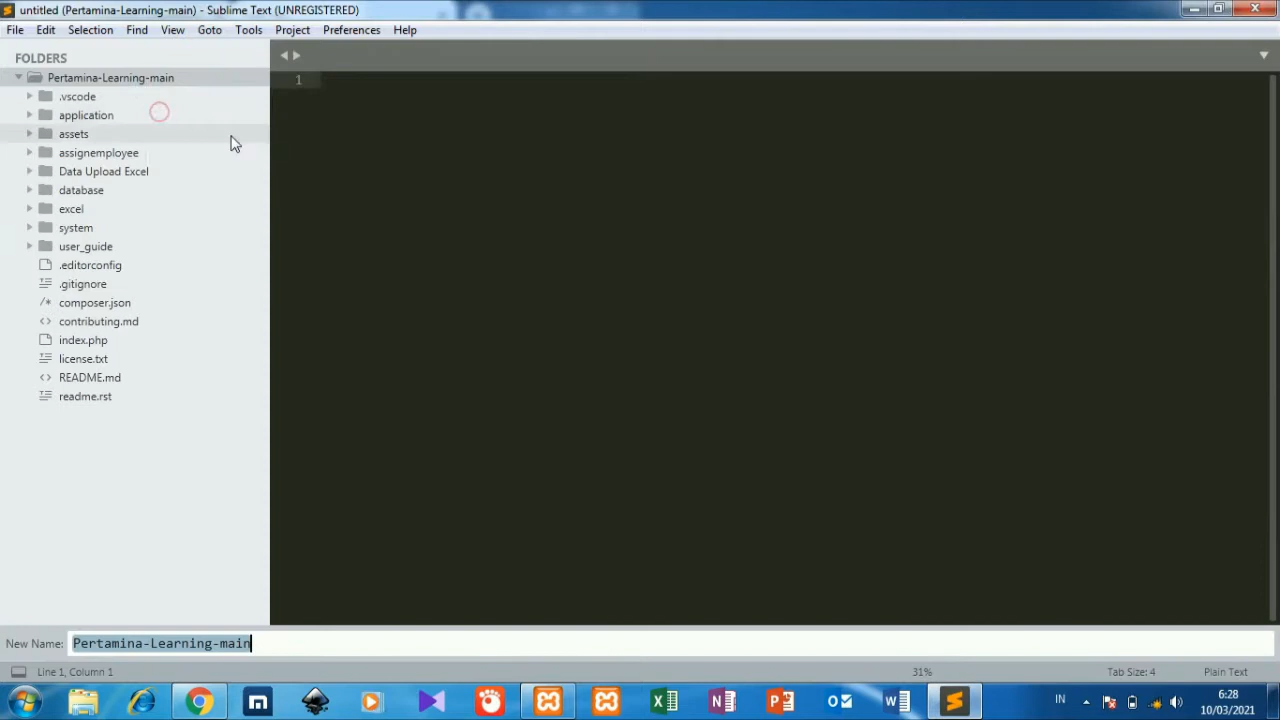 untitled (Pertamina-Learning-main) - Sublime Text (UNREGISTERED)
File Edit Selection Find View Goto Tools Project Preferences Help
FOLDERS
Pertamina-Learning-main
1
.vscode
application
assets
assignemployee
Data Upload Excel
database
excel
system
user_guide
.editorconfig
.gitignore
/* composer.json
<> contributing.md
index.php
license.txt
<> README.md
readme.rst
New Name: Pertamina-Learning-main
Line 1, Column 1 31% Tab Size: 4 Plain Text
IN 6:28
10/03/2021